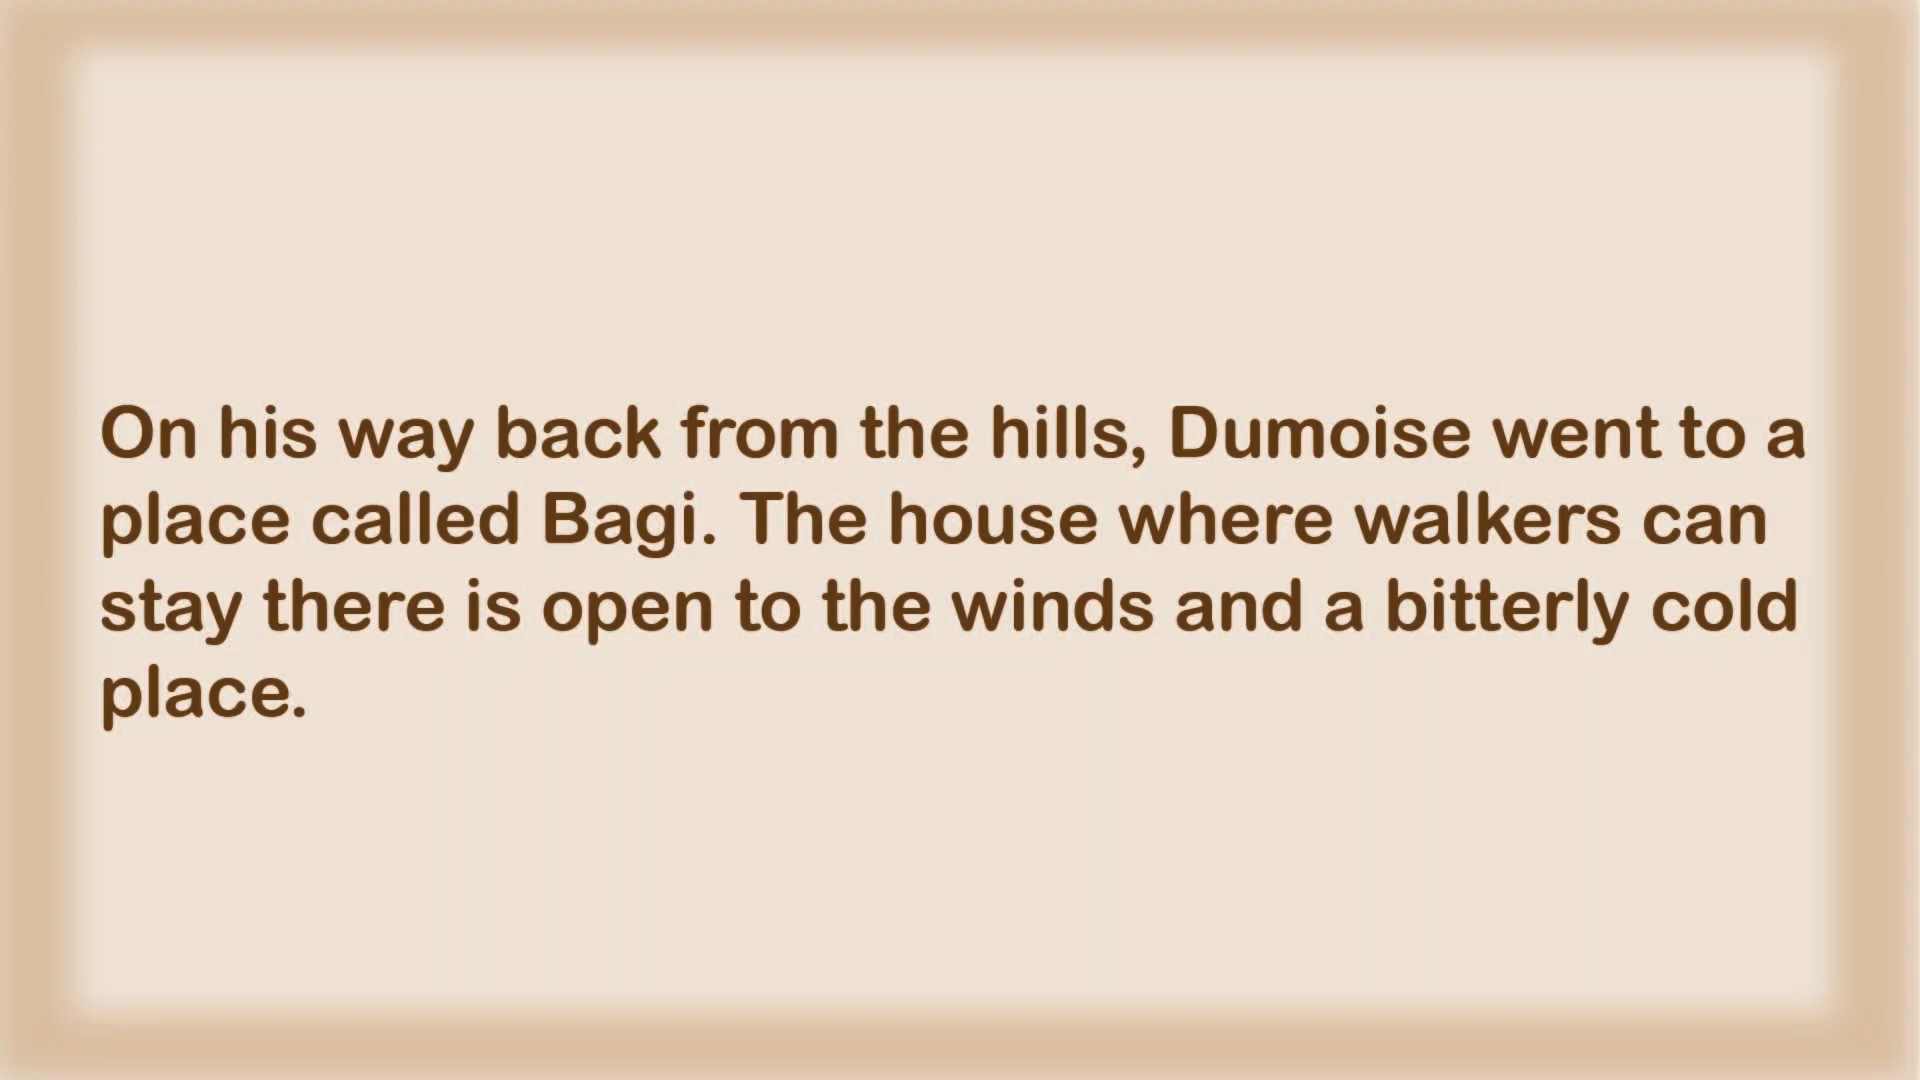 On his way back from the hills, Dumoise went to a
place called Bagi. The house where walkers can
stay there is open to the winds and a bitterly cold
place.